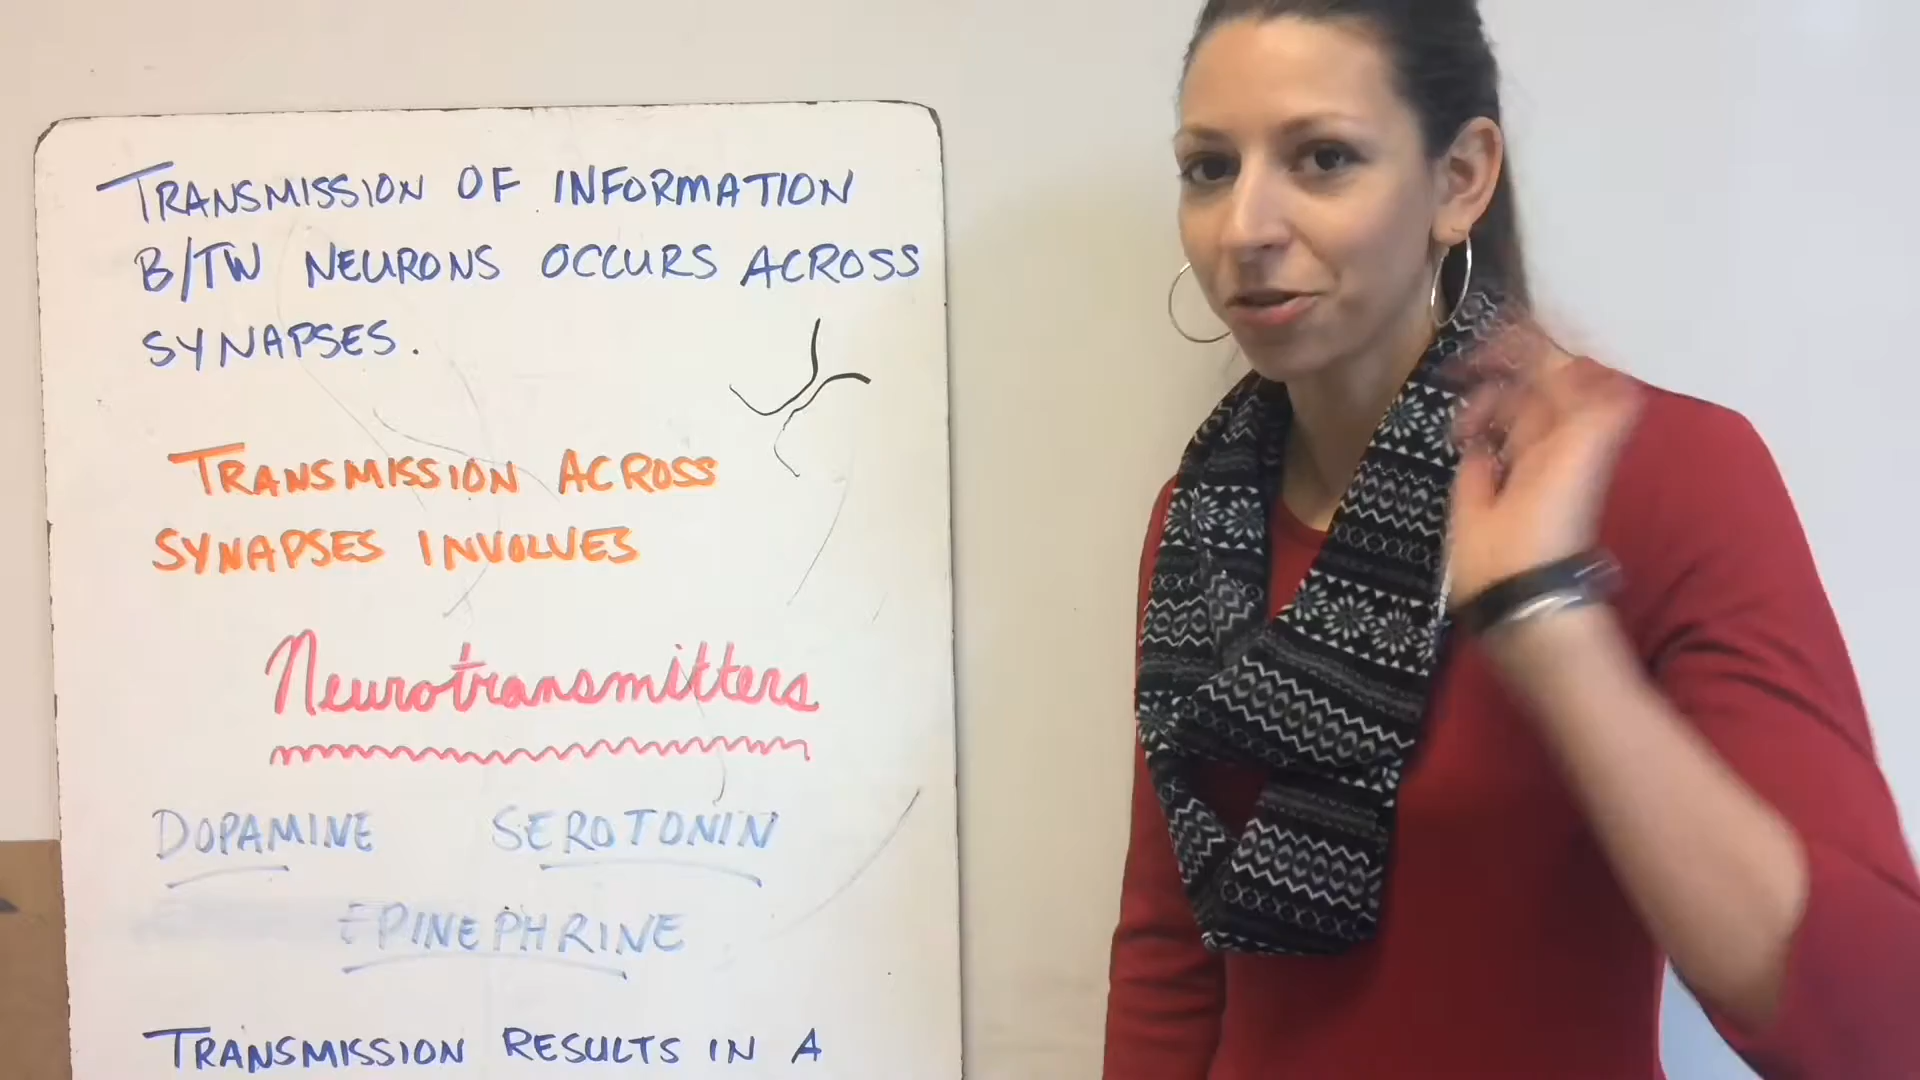 TRANSMISSION OF INFORMATION
B/TW NEURONS OCCURS ACROSS
SYNAPSES.
TRANSMISSION ACROSS
SYNAPSES INVOLVES
Neurotransmitters
DOPAMINE SEROTONIN
EPINEPHRINE
TRANSMISSION RESULTS IN A